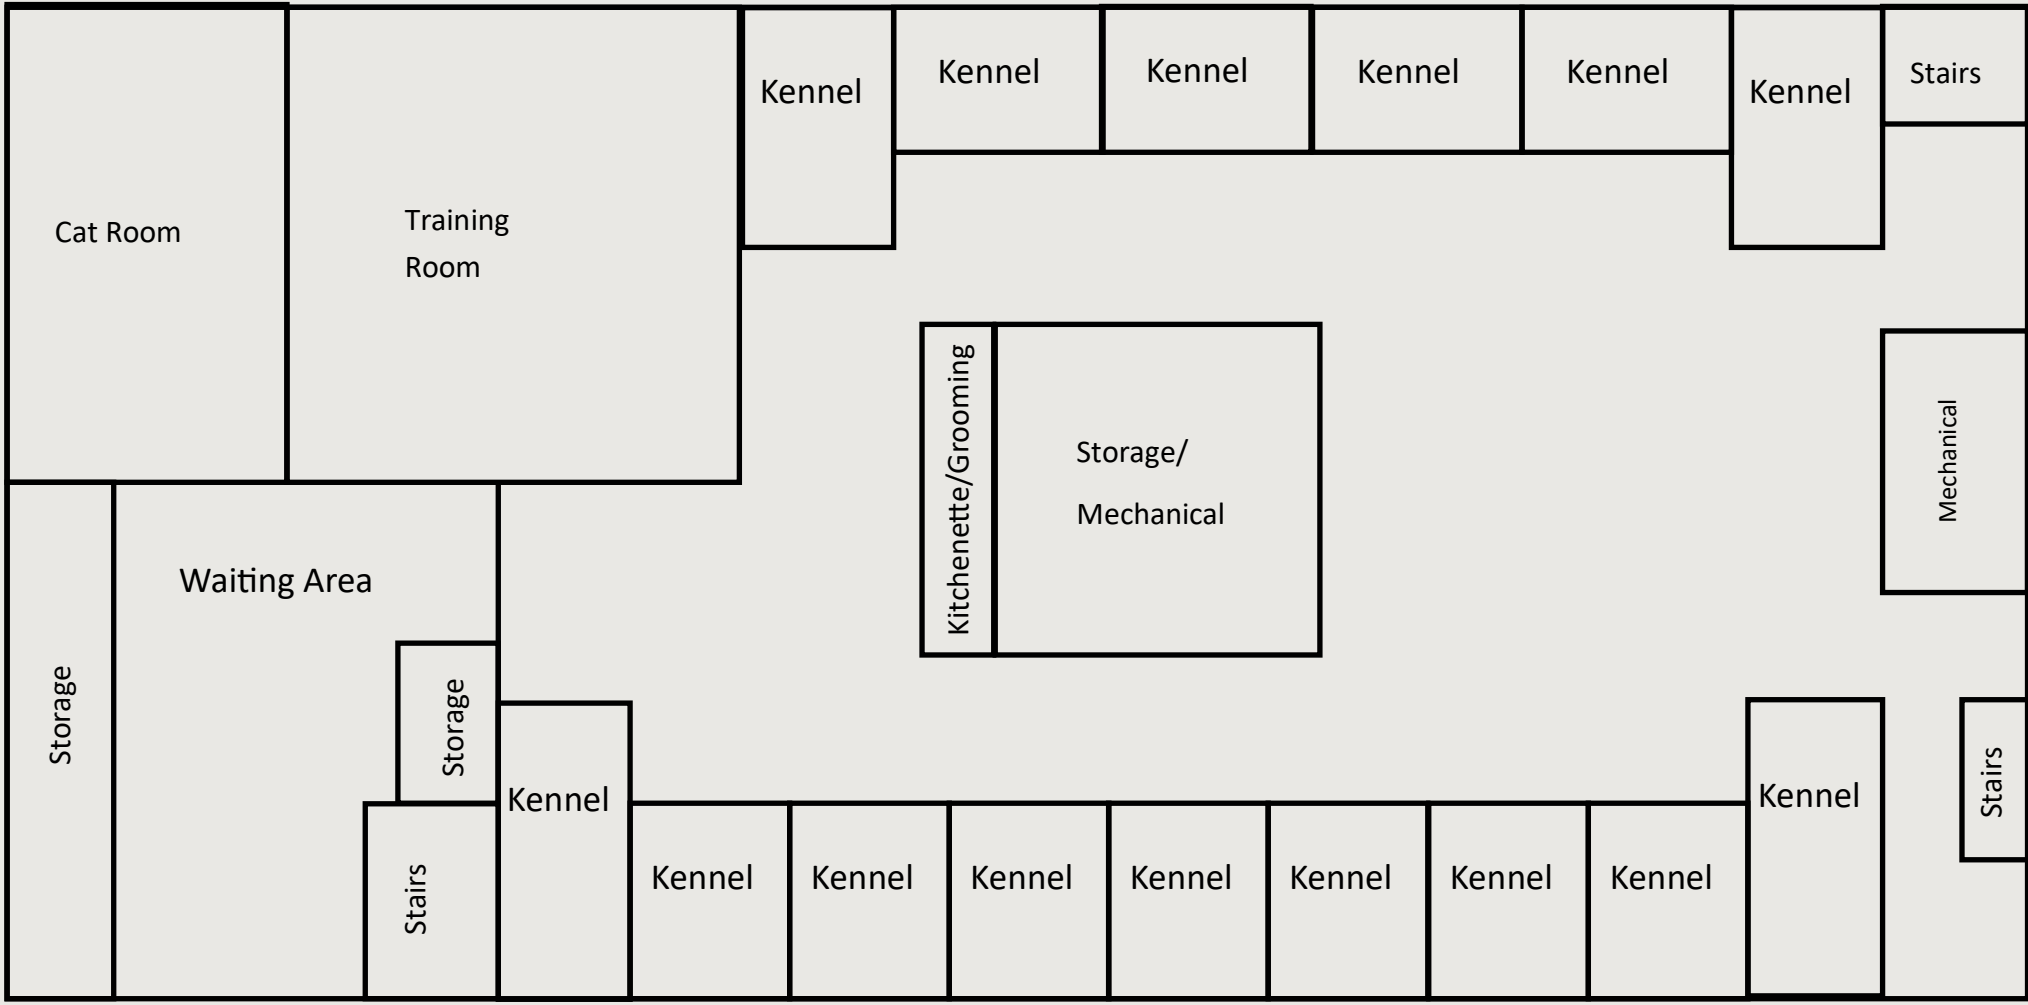 Kennel
Kennel
Kennel
Kennel
Kennel
Kennel
Stairs
Cat Room
Training
Room
Kitchenette/Grooming
Storage/
Mechanical
Mechanical
Waiting Area
Storage
Storage
Stairs
Kennel
Kennel
Kennel
Kennel
Kennel
Kennel
Kennel
Kennel
Kennel
Stairs